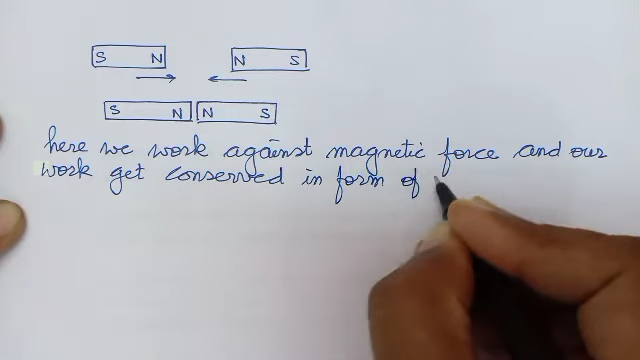 S N N S
S N N S
here we work against magnetic force and our
work get conserved in form of